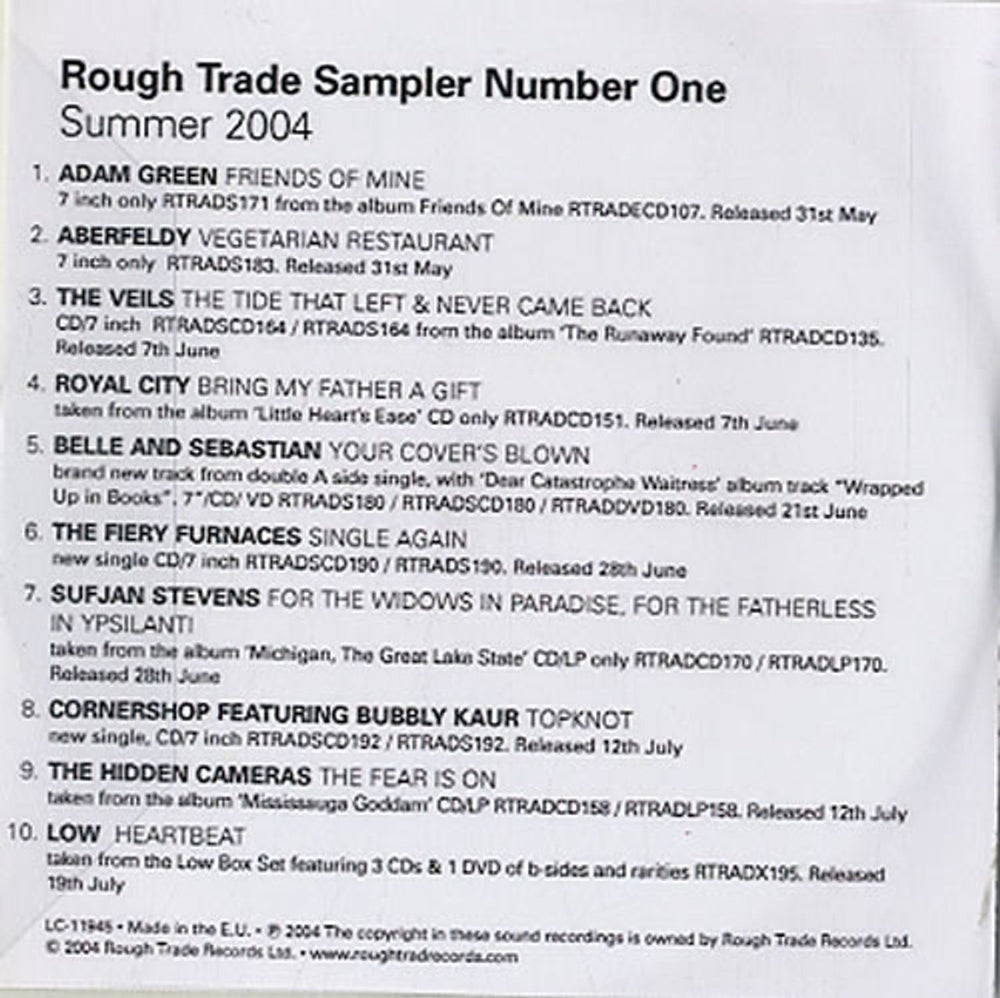 Rough Trade Sampler Number One
Summer 2004
1. ADAM GREEN FRIENDS OF MINE
7 inch only RTRADS171 from the album Friends Of Mine RTRADECD107. Released 31st May
2. ABERFELDY VEGETARIAN RESTAURANT
7 inch only RTRADS183. Released 31st May
3. THE VEILS THE TIDE THAT LEFT & NEVER CAME BACK
CD/7 inch RTRADSCD164 / RTRADS164 from the album 'The Runaway Found' RTRADCD135.
Released 7th June
4. ROYAL CITY BRING MY FATHER A GIFT
taken from the album 'Little Heart's Ease' CD only RTRADCD151. Released 7th June
5. BELLE AND SEBASTIAN YOUR COVER'S BLOWN
brand new track from double A side single, with 'Dear Catastrophe Waitress' album track "Wrapped
Up in Books". 7"/CD/ VD RTRADS180 / RTRADSCD180 / RTRADDVD180. Released 21st June
6. THE FIERY FURNACES SINGLE AGAIN
new single CD/7 inch RTRADSCD190 / RTRADS190. Released 28th June
7. SUFJAN STEVENS FOR THE WIDOWS IN PARADISE, FOR THE FATHERLESS
IN YPSILANTI
taken from the album 'Michigan, The Great Lake State' CD/LP only RTRADCD170 / RTRADLP170.
Released 28th June
8. CORNERSHOP FEATURING BUBBLY KAUR TOPKNOT
new single, CD/7 inch RTRADSCD192 / RTRADS192. Released 12th July
9. THE HIDDEN CAMERAS THE FEAR IS ON
taken from the album 'Mississauga Goddam' CD/LP RTRADCD158 / RTRADLP158. Released 12th July
10. LOW HEARTBEAT
taken from the Low Box Set featuring 3 CDs & 1 DVD of b-sides and rarities RTRADX195. Released
19th July
LC-11945 • Made in the E.U. • ℗ 2004 The copyright in these sound recordings is owned by Rough Trade Records Ltd.
© 2004 Rough Trade Records Ltd. • www.roughtradrecords.com